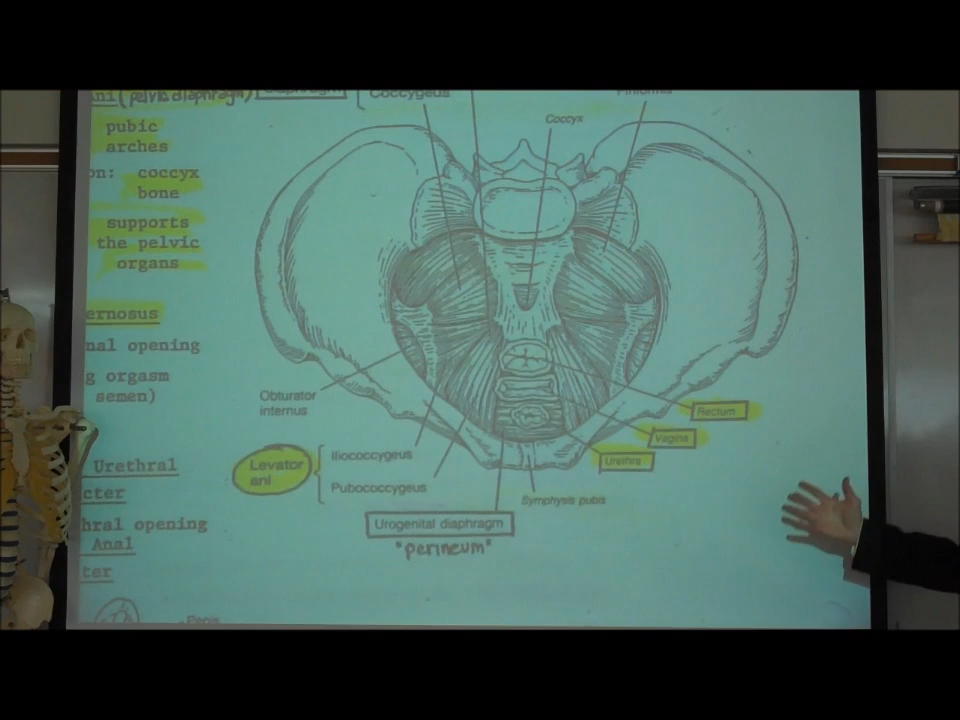 Ani (pelvic diaphragm)
Coccygeus
pubic
arches
on: coccyx
bone
supports
the pelvic
organs
ernosus
nal opening
g orgasm
semen)
Urethral
cter
hral opening
Anal
ter
Coccyx
Obturator
internus
Levator
ani
Iliococcygeus
Pubococcygeus
Rectum
Vagina
Urethra
Symphysis pubis
Urogenital diaphragm
"perineum"
Penis